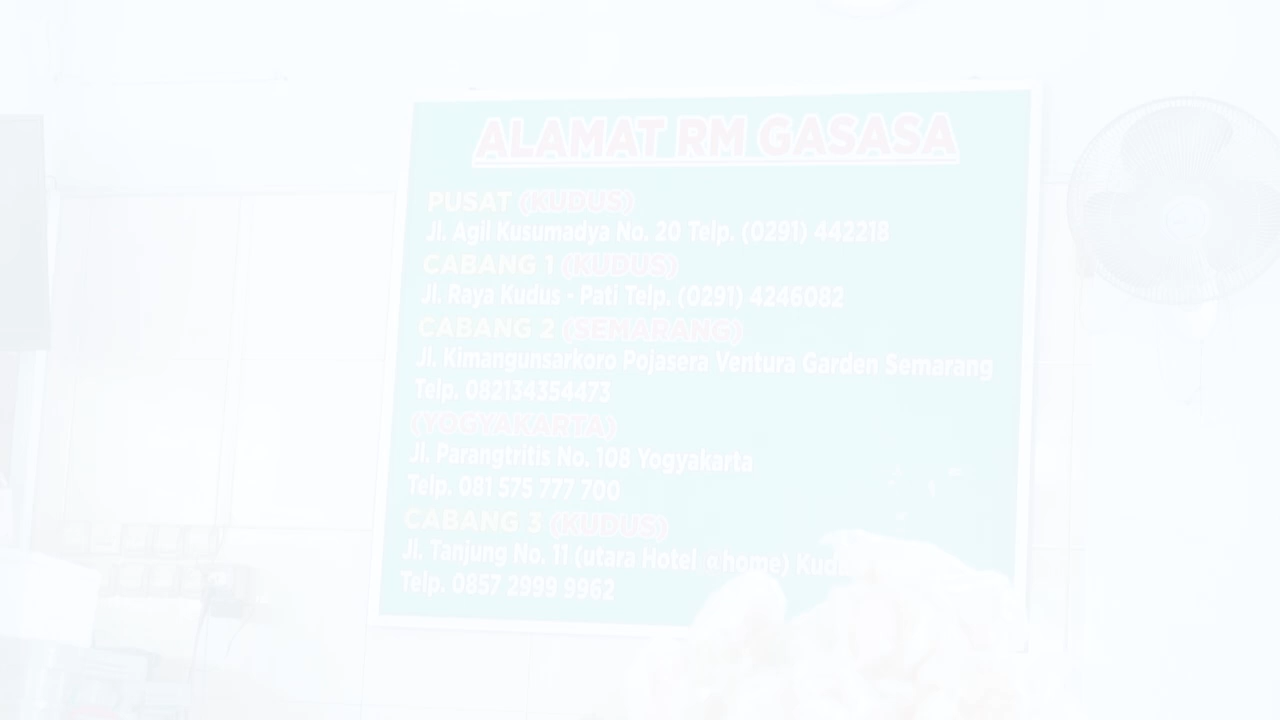 ALAMAT RM GASASA
PUSAT (KUDUS)
Jl. Agil Kusumadya No. 20 Telp. (0291) 442218
CABANG 1 (KUDUS)
Jl. Raya Kudus - Pati Telp. (0291) 4246082
CABANG 2 (SEMARANG)
Jl. Kimangunsarkoro Pojasera Ventura Garden Semarang
Telp. 082134354473
(YOGYAKARTA)
Jl. Parangtritis No. 108 Yogyakarta
Telp. 081 575 777 700
CABANG 3 (KUDUS)
Jl. Tanjung No. 11 (utara Hotel @home)
Telp. 0857 2999 9962